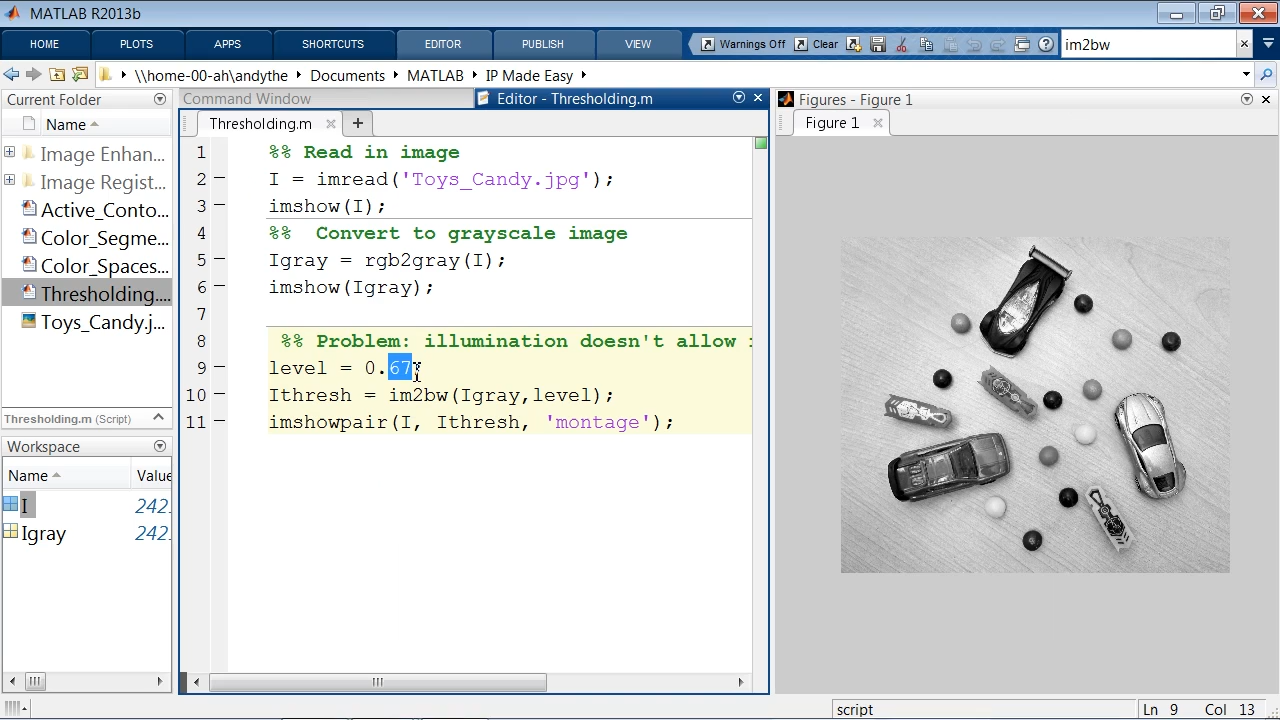 MATLAB R2013b
HOME PLOTS APPS SHORTCUTS EDITOR PUBLISH VIEW Warnings Off Clear im2bw
\\home-00-ah\andythe Documents MATLAB IP Made Easy
Current Folder
Name
Image Enhan...
Image Regist...
Active_Conto...
Color_Segme...
Color_Spaces...
Thresholding....
Toys_Candy.j...
Thresholding.m (Script)
Workspace
Name Value
I 242
Igray 242
Command Window Editor - Thresholding.m
Thresholding.m +
1 %% Read in image
2 I = imread('Toys_Candy.jpg');
3 imshow(I);
4 %% Convert to grayscale image
5 Igray = rgb2gray(I);
6 imshow(Igray);
7
8 %% Problem: illumination doesn't allow
9 level = 0.67;
10 Ithresh = im2bw(Igray,level);
11 imshowpair(I, Ithresh, 'montage');
Figures - Figure 1
Figure 1
script Ln 9 Col 13